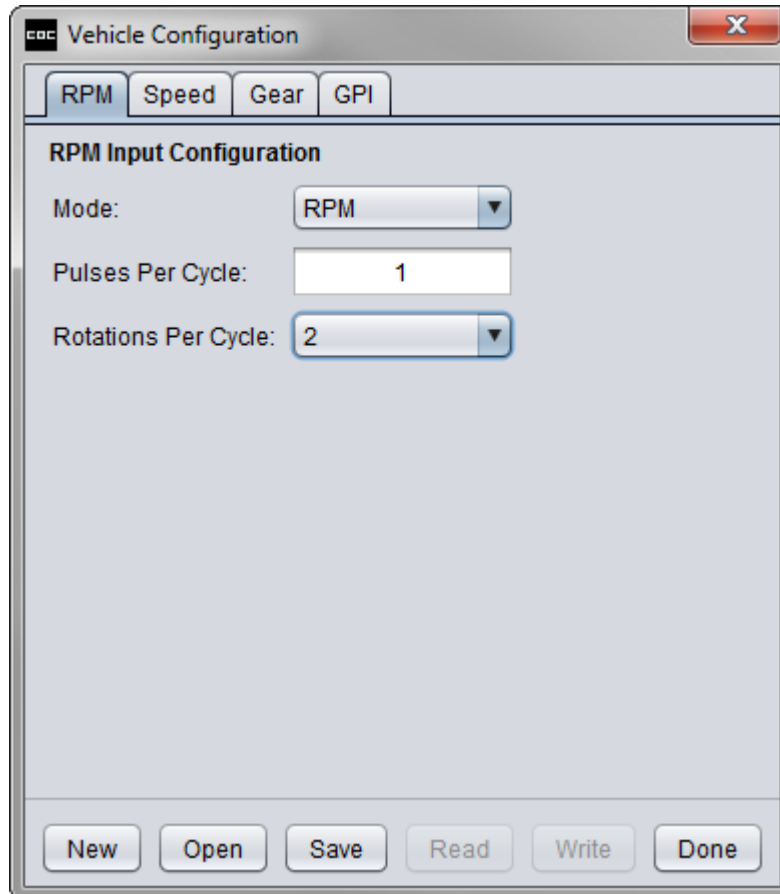 Vehicle Configuration
RPM Speed Gear GPI
RPM Input Configuration
Mode: RPM
Pulses Per Cycle: 1
Rotations Per Cycle: 2
New Open Save Read Write Done